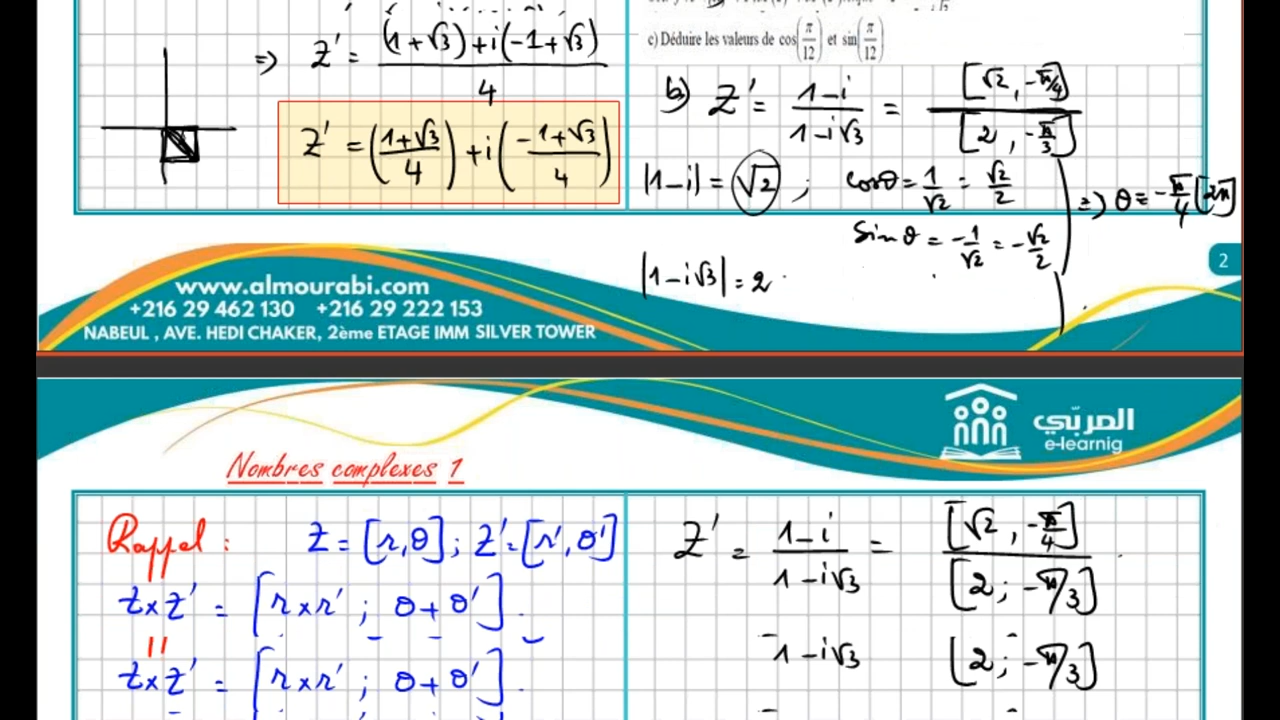 => Z' = (1+√3)+i(-1+√3) / 4
Z' = (1+√3 / 4) + i(-1+√3 / 4)
c) Déduire les valeurs de cos(π/12) et sin(π/12)
b) Z' = 1-i / 1-i√3 = [√2, -π/4] / [2, -π/3]
|1-i| = √2 ; cosθ = 1/√2 = √2/2
sinθ = -1/√2 = -√2/2
=> θ = -π/4 [2π]
|1-i√3| = 2
2
www.almourabi.com
+216 29 462 130 +216 29 222 153
NABEUL , AVE. HEDI CHAKER, 2ème ETAGE IMM SILVER TOWER
المربّي
e-learnig
Nombres complexes 1
Rappel : Z = [r,θ] ; Z' = [r', θ']
z×z' = [r×r' ; θ+θ'].
z×z' = [r×r' ; θ+θ'].
Z' = 1-i / 1-i√3 = [√2, -π/4] / [2 ; -π/3]
1-i√3 [2 ; -π/3]